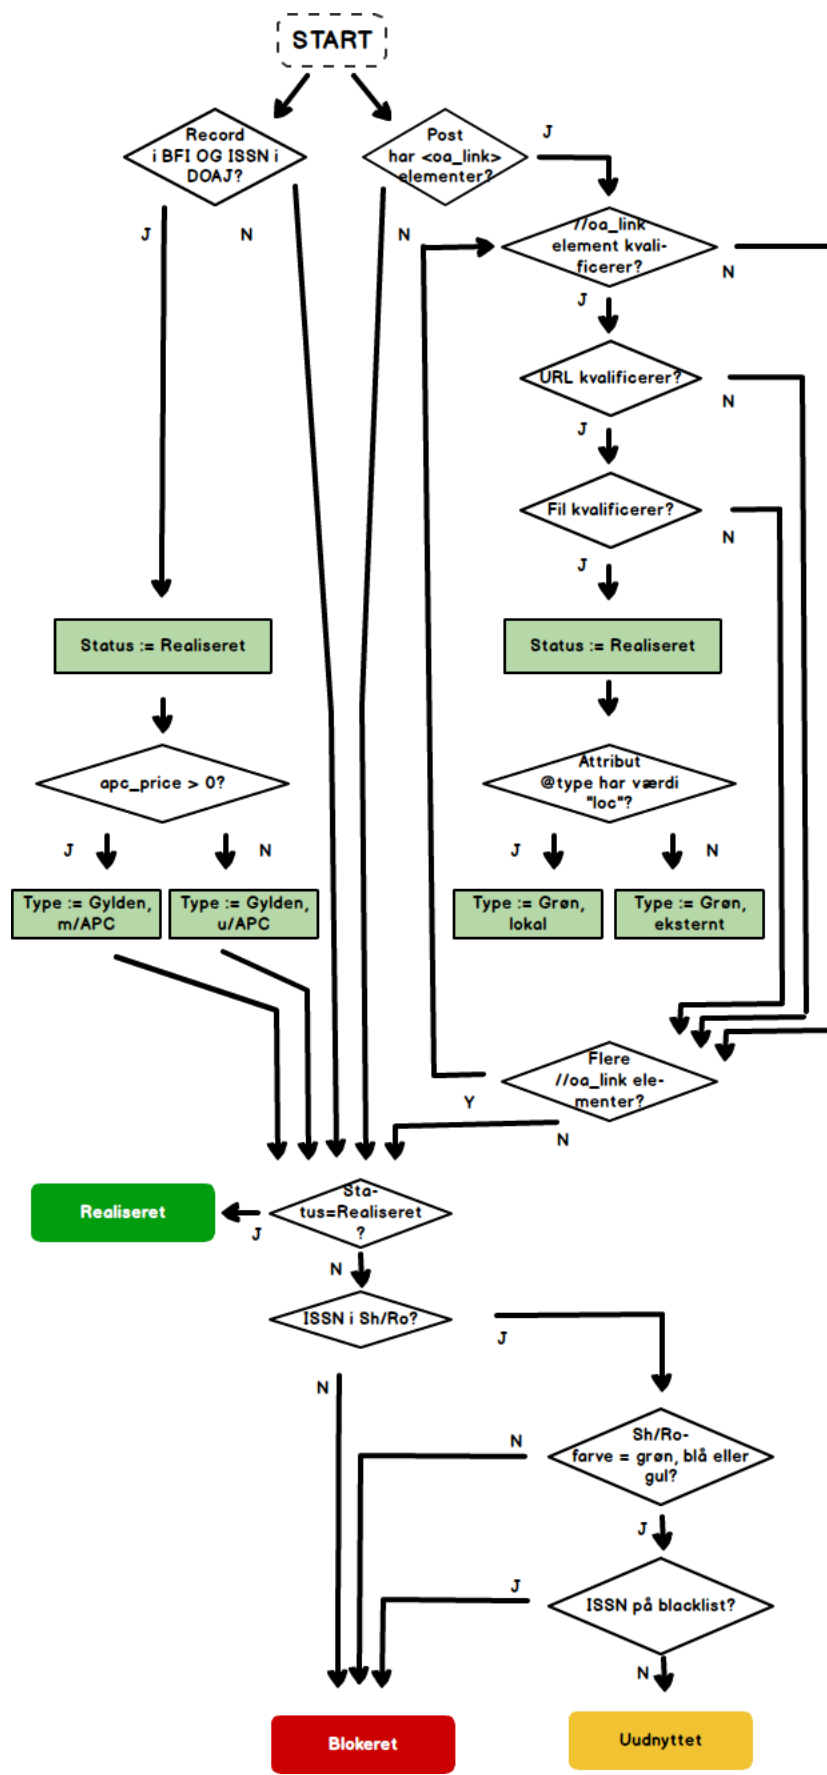 START
Record
i BFI OG ISSN i
DOAJ?
Post
har <oa_link>
elementer?
J
J
N
N
//oa_link
element kvali-
ficerer?
N
J
URL kvalificerer?
N
J
Fil kvalificerer?
N
J
Status := Realiseret
Status := Realiseret
apc_price > 0?
Attribut
@type har værdi
"loc"?
J
N
J
N
Type := Gylden,
m/APC
Type := Gylden,
u/APC
Type := Grøn,
lokal
Type := Grøn,
eksternt
Flere
//oa_link ele-
menter?
Y
N
Sta-
tus=Realiseret
?
Realiseret
J
N
ISSN i Sh/Ro?
J
N
Sh/Ro-
farve = grøn, blå eller
gul?
N
J
ISSN på blacklist?
J
N
Blokeret
Uudnyttet